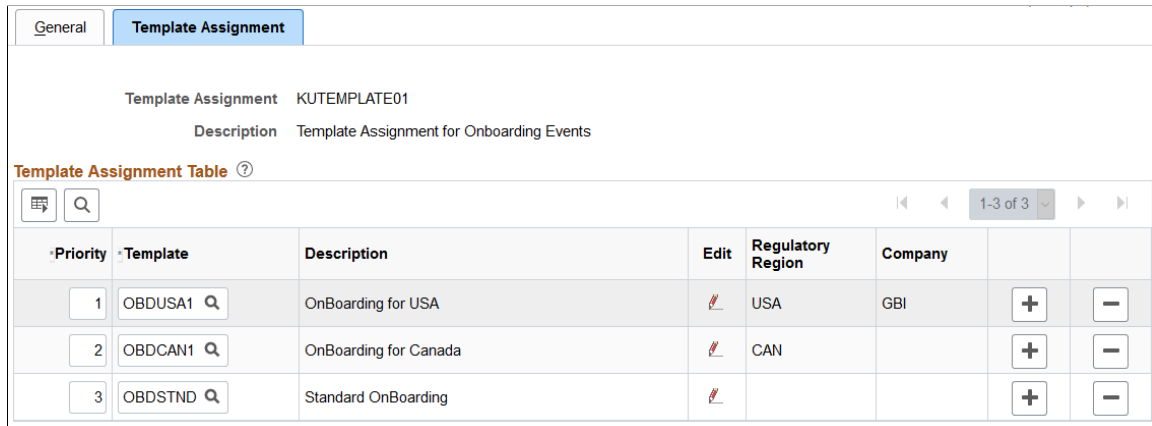 General Template Assignment
Template Assignment KUTEMPLATE01
Description Template Assignment for Onboarding Events
Template Assignment Table ?
1-3 of 3
*Priority *Template Description Edit Regulatory Region Company
1 OBDUSA1 OnBoarding for USA USA GBI + −
2 OBDCAN1 OnBoarding for Canada CAN + −
3 OBDSTND Standard OnBoarding + −